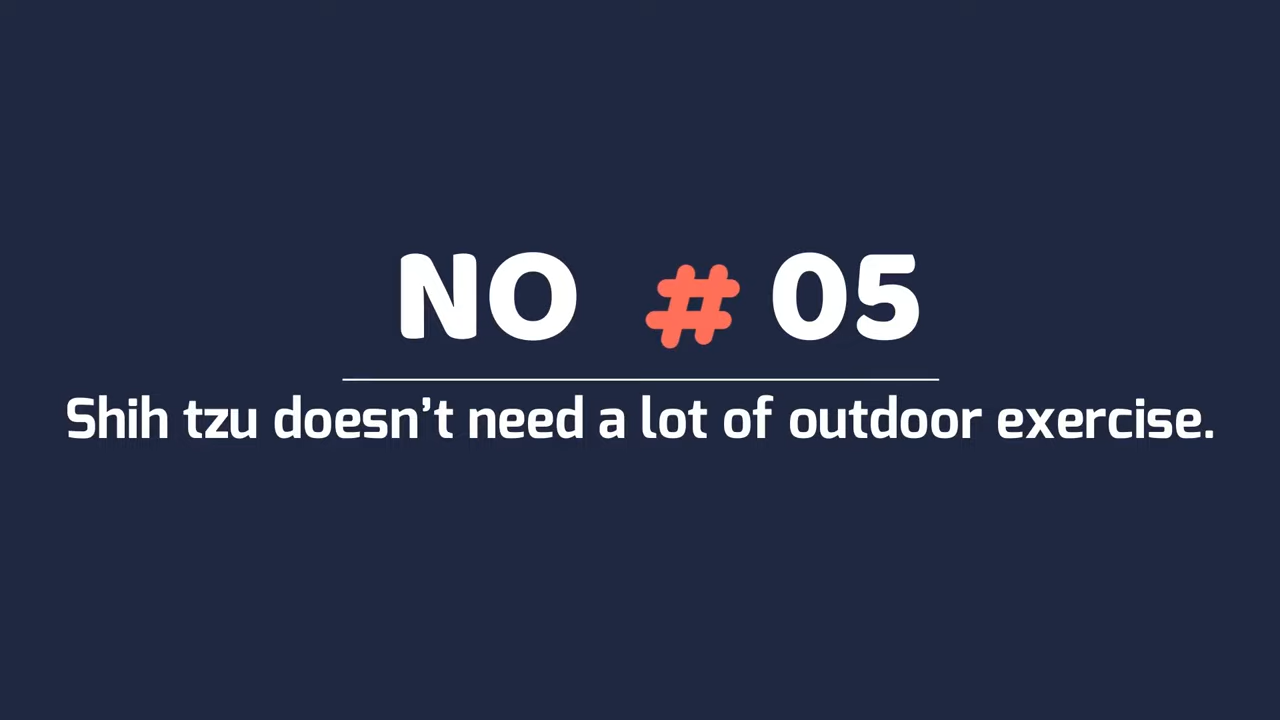 NO # 05
Shih tzu doesn’t need a lot of outdoor exercise.